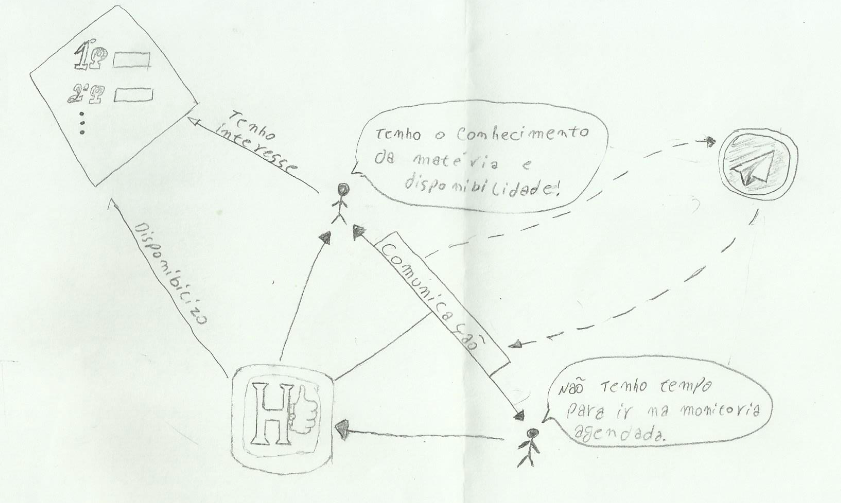 1º
2º
Tenho
interesse
Tenho o conhecimento
da matéria e
disponibilidade!
Disponibilizo
Comunicação
H
Não tenho tempo
para ir na monitoria
agendada.